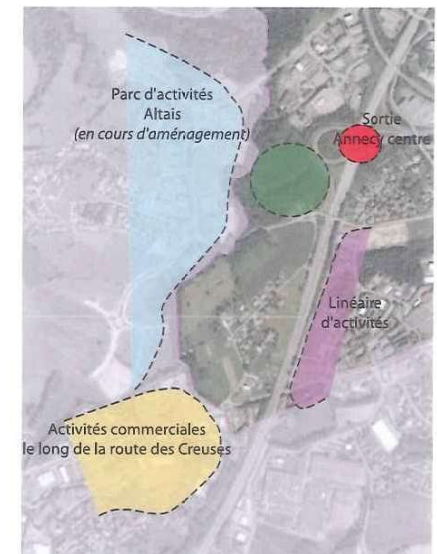 Parc d'activités
Altais
(en cours d'aménagement)
Sortie
Annecy centre
Linéaire
d'activités
Activités commerciales
le long de la route des Creuses